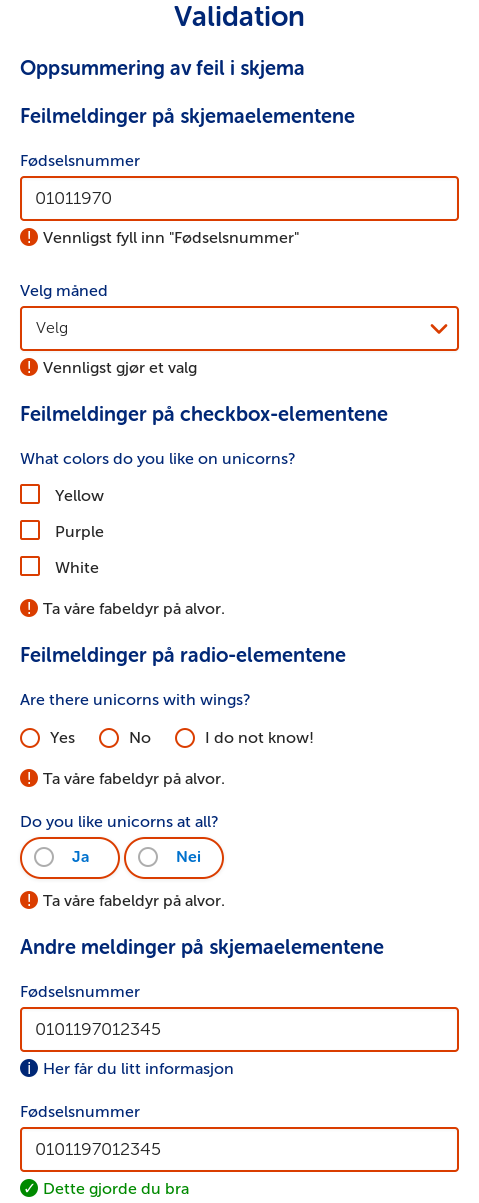 Validation
Oppsummering av feil i skjema
Feilmeldinger på skjemaelementene
Fødselsnummer
01011970
Vennligst fyll inn "Fødselsnummer"
Velg måned
Velg
Vennligst gjør et valg
Feilmeldinger på checkbox-elementene
What colors do you like on unicorns?
Yellow
Purple
White
Ta våre fabeldyr på alvor.
Feilmeldinger på radio-elementene
Are there unicorns with wings?
Yes No I do not know!
Ta våre fabeldyr på alvor.
Do you like unicorns at all?
Ja Nei
Ta våre fabeldyr på alvor.
Andre meldinger på skjemaelementene
Fødselsnummer
0101197012345
Her får du litt informasjon
Fødselsnummer
0101197012345
Dette gjorde du bra